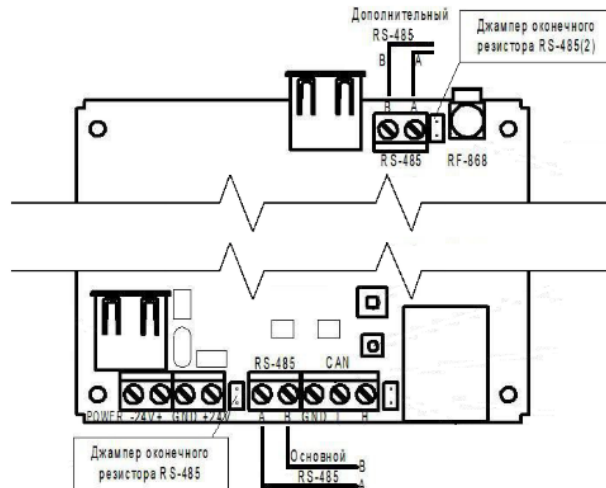 Дополнительный
RS-485
B A
Джампер оконечного
резистора RS-485(2)
B A
RS-485 RF-868
RS-485 CAN
POWER -24V+ GND +24V A B GND L H
Джампер оконечного
резистора RS-485
Основной
B
RS-485
A